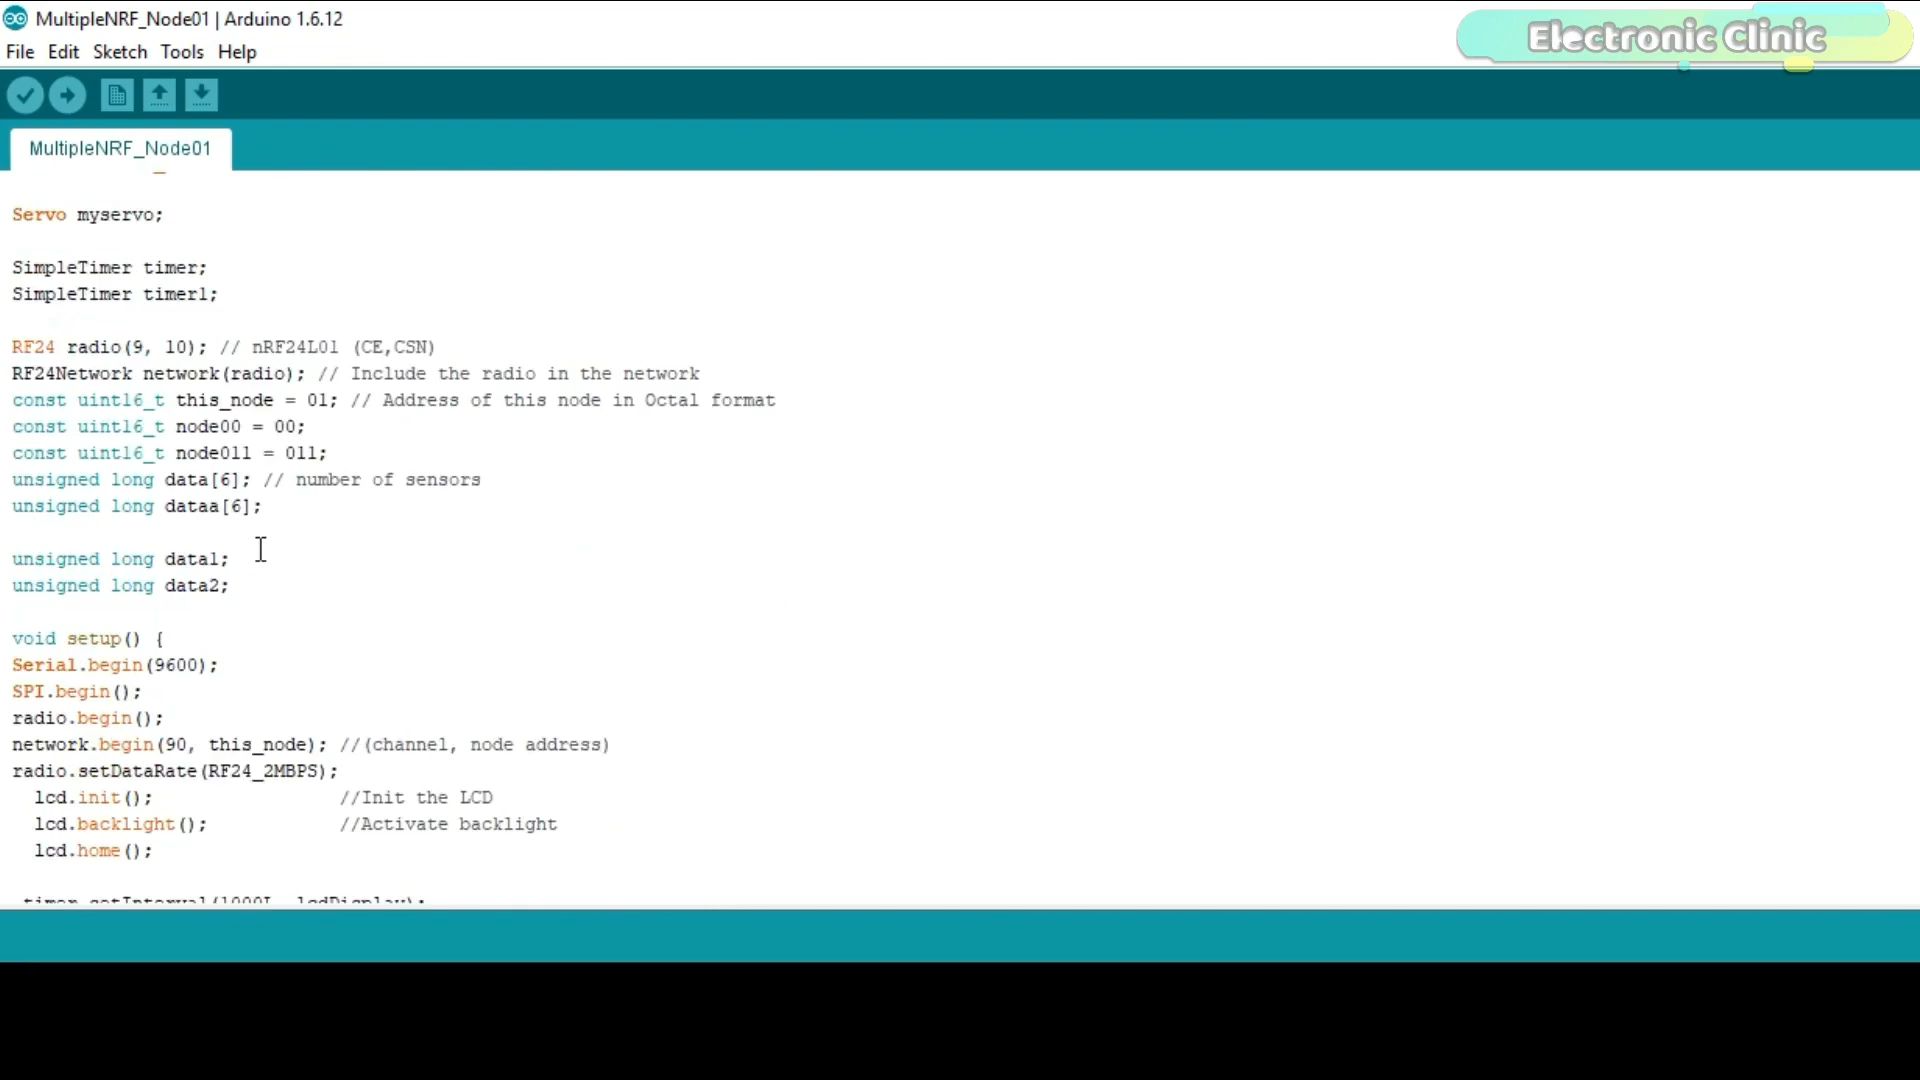 MultipleNRF_Node01 | Arduino 1.6.12
Electronic Clinic
File Edit Sketch Tools Help
MultipleNRF_Node01
Servo myservo;
SimpleTimer timer;
SimpleTimer timer1;
RF24 radio(9, 10); // nRF24L01 (CE,CSN)
RF24Network network(radio); // Include the radio in the network
const uint16_t this_node = 01; // Address of this node in Octal format
const uint16_t node00 = 00;
const uint16_t node011 = 011;
unsigned long data[6]; // number of sensors
unsigned long dataa[6];
unsigned long data1;
unsigned long data2;
void setup() {
Serial.begin(9600);
SPI.begin();
radio.begin();
network.begin(90, this_node); //(channel, node address)
radio.setDataRate(RF24_2MBPS);
lcd.init(); //Init the LCD
lcd.backlight(); //Activate backlight
lcd.home();
timer.setInterval(1000L, lcdDisplay);